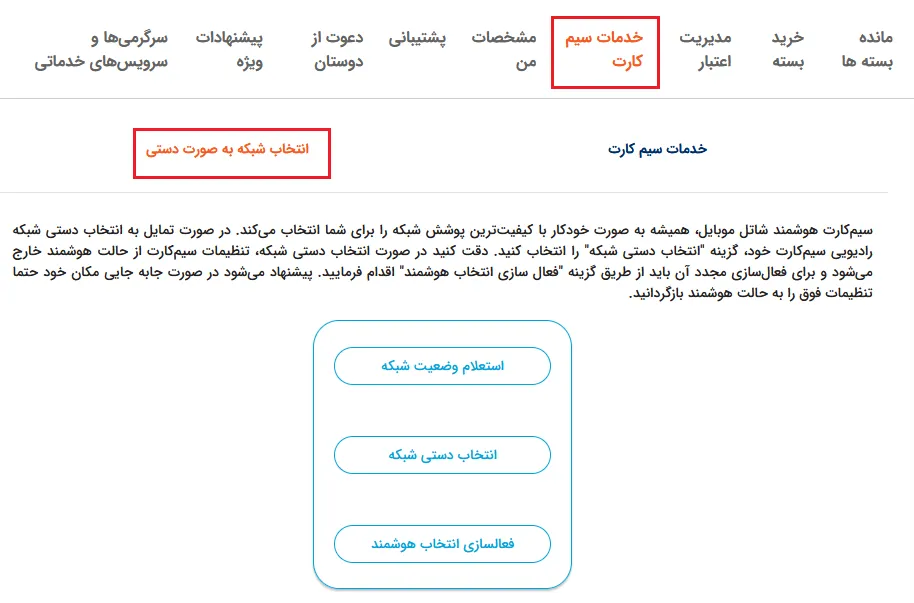 مانده
بسته ها
خرید
بسته
مدیریت
اعتبار
خدمات سیم
کارت
مشخصات
من
پشتیبانی
دعوت از
دوستان
پیشنهادات
ویژه
سرگرمی‌ها و
سرویس‌های خدماتی
خدمات سیم کارت
انتخاب شبکه به صورت دستی
سیم‌کارت هوشمند شاتل موبایل، همیشه به صورت خودکار با کیفیت‌ترین پوشش شبکه را برای شما انتخاب می‌کند. در صورت تمایل به انتخاب دستی شبکه
رادیویی سیم‌کارت خود، گزینه "انتخاب دستی شبکه" را انتخاب کنید. دقت کنید در صورت انتخاب دستی شبکه، تنظیمات سیم‌کارت از حالت هوشمند خارج
می‌شود و برای فعال‌سازی مجدد آن باید از طریق گزینه "فعال سازی انتخاب هوشمند" اقدام فرمایید. پیشنهاد می‌شود در صورت جابه جایی مکان خود حتما
تنظیمات فوق را به حالت هوشمند بازگردانید.
استعلام وضعیت شبکه
انتخاب دستی شبکه
فعالسازی انتخاب هوشمند